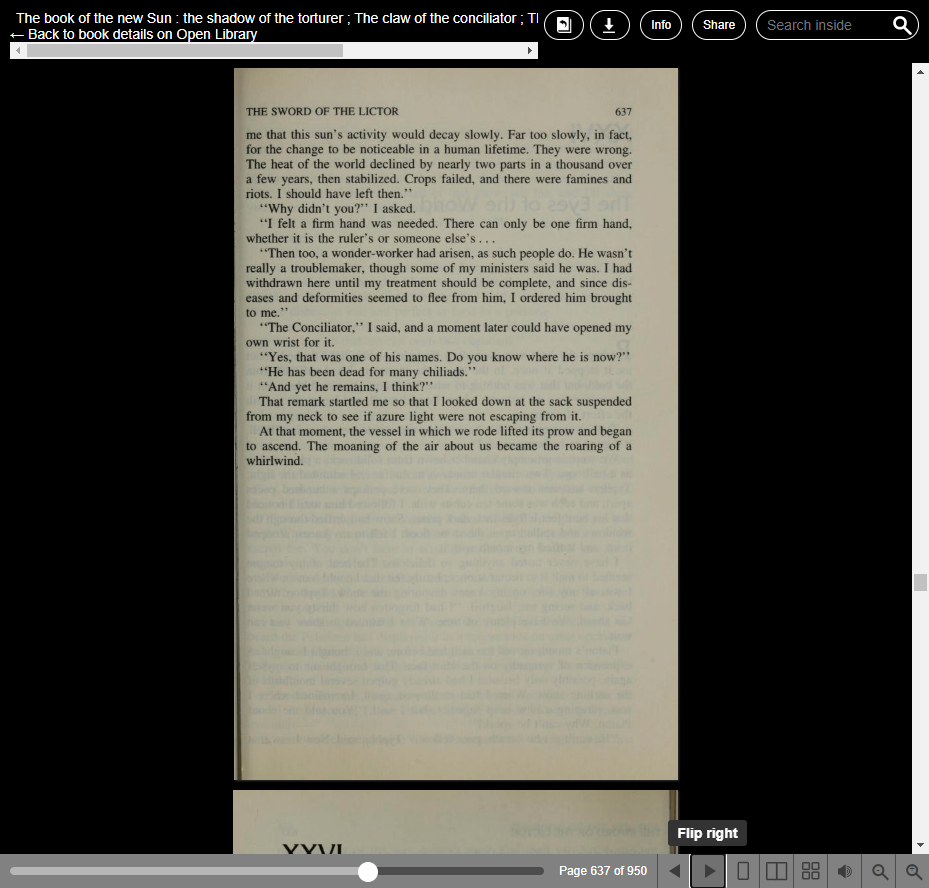 The book of the new Sun : the shadow of the torturer ; The claw of the conciliator ; Tl
← Back to book details on Open Library
Info
Share
Search inside
THE SWORD OF THE LICTOR 637
me that this sun's activity would decay slowly. Far too slowly, in fact,
for the change to be noticeable in a human lifetime. They were wrong.
The heat of the world declined by nearly two parts in a thousand over
a few years, then stabilized. Crops failed, and there were famines and
riots. I should have left then.''
‘‘Why didn't you?'' I asked.
‘‘I felt a firm hand was needed. There can only be one firm hand,
whether it is the ruler's or someone else's . . .
‘‘Then too, a wonder-worker had arisen, as such people do. He wasn't
really a troublemaker, though some of my ministers said he was. I had
withdrawn here until my treatment should be complete, and since dis-
eases and deformities seemed to flee from him, I ordered him brought
to me.''
‘‘The Conciliator,'' I said, and a moment later could have opened my
own wrist for it.
‘‘Yes, that was one of his names. Do you know where he is now?''
‘‘He has been dead for many chiliads.''
‘‘And yet he remains, I think?''
That remark startled me so that I looked down at the sack suspended
from my neck to see if azure light were not escaping from it.
At that moment, the vessel in which we rode lifted its prow and began
to ascend. The moaning of the air about us became the roaring of a
whirlwind.
XXVI
Flip right
Page 637 of 950